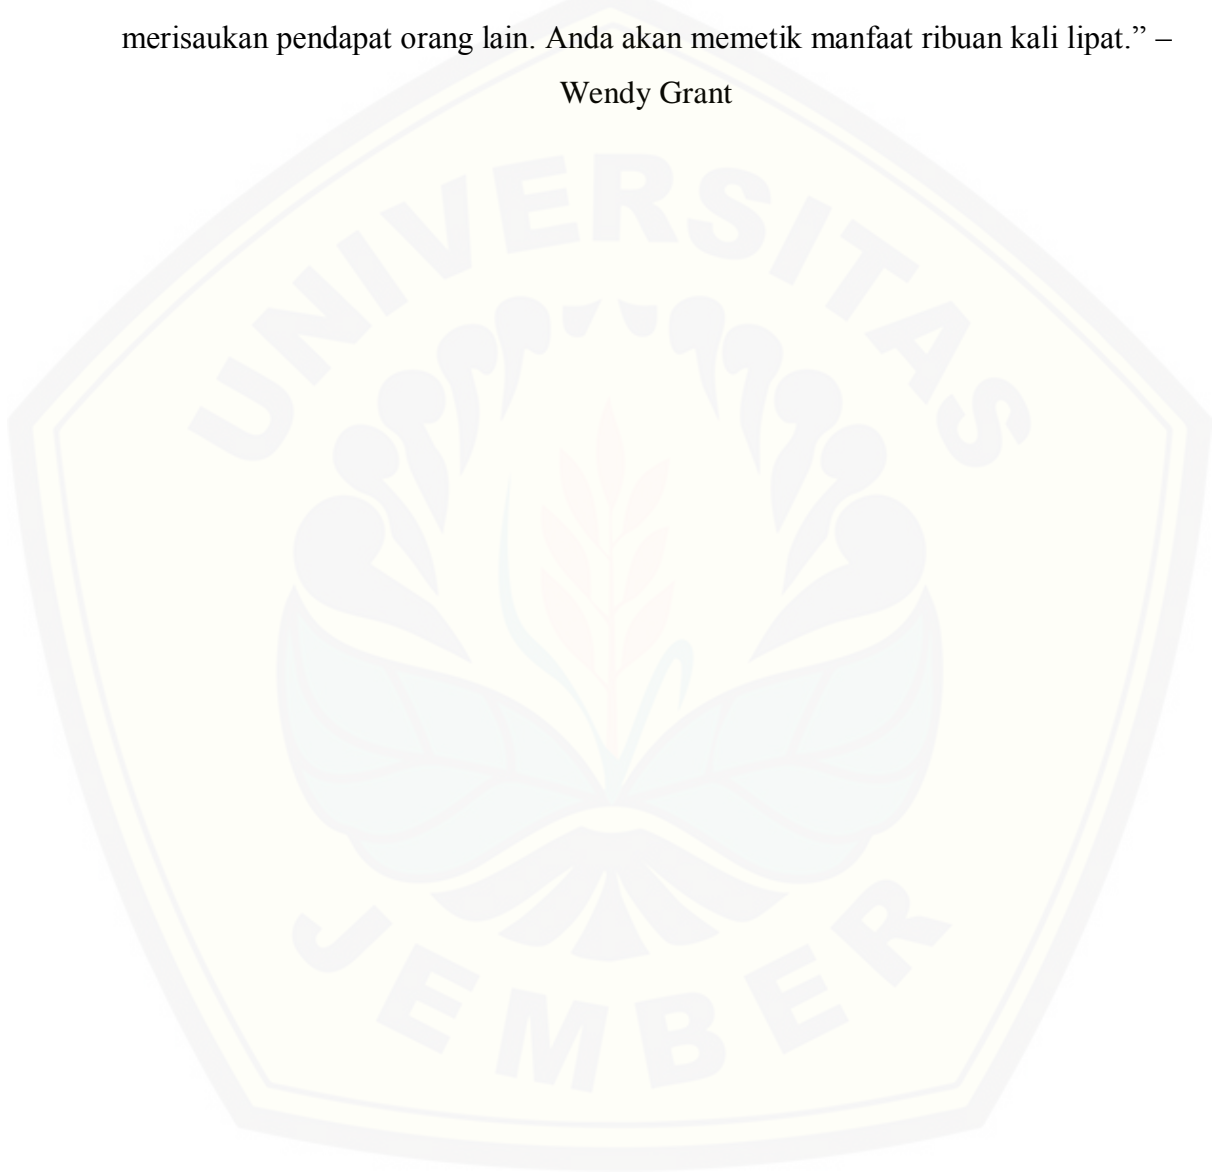 merisaukan pendapat orang lain. Anda akan memetik manfaat ribuan kali lipat.” –
Wendy Grant
UNIVERSITAS
JEMBER